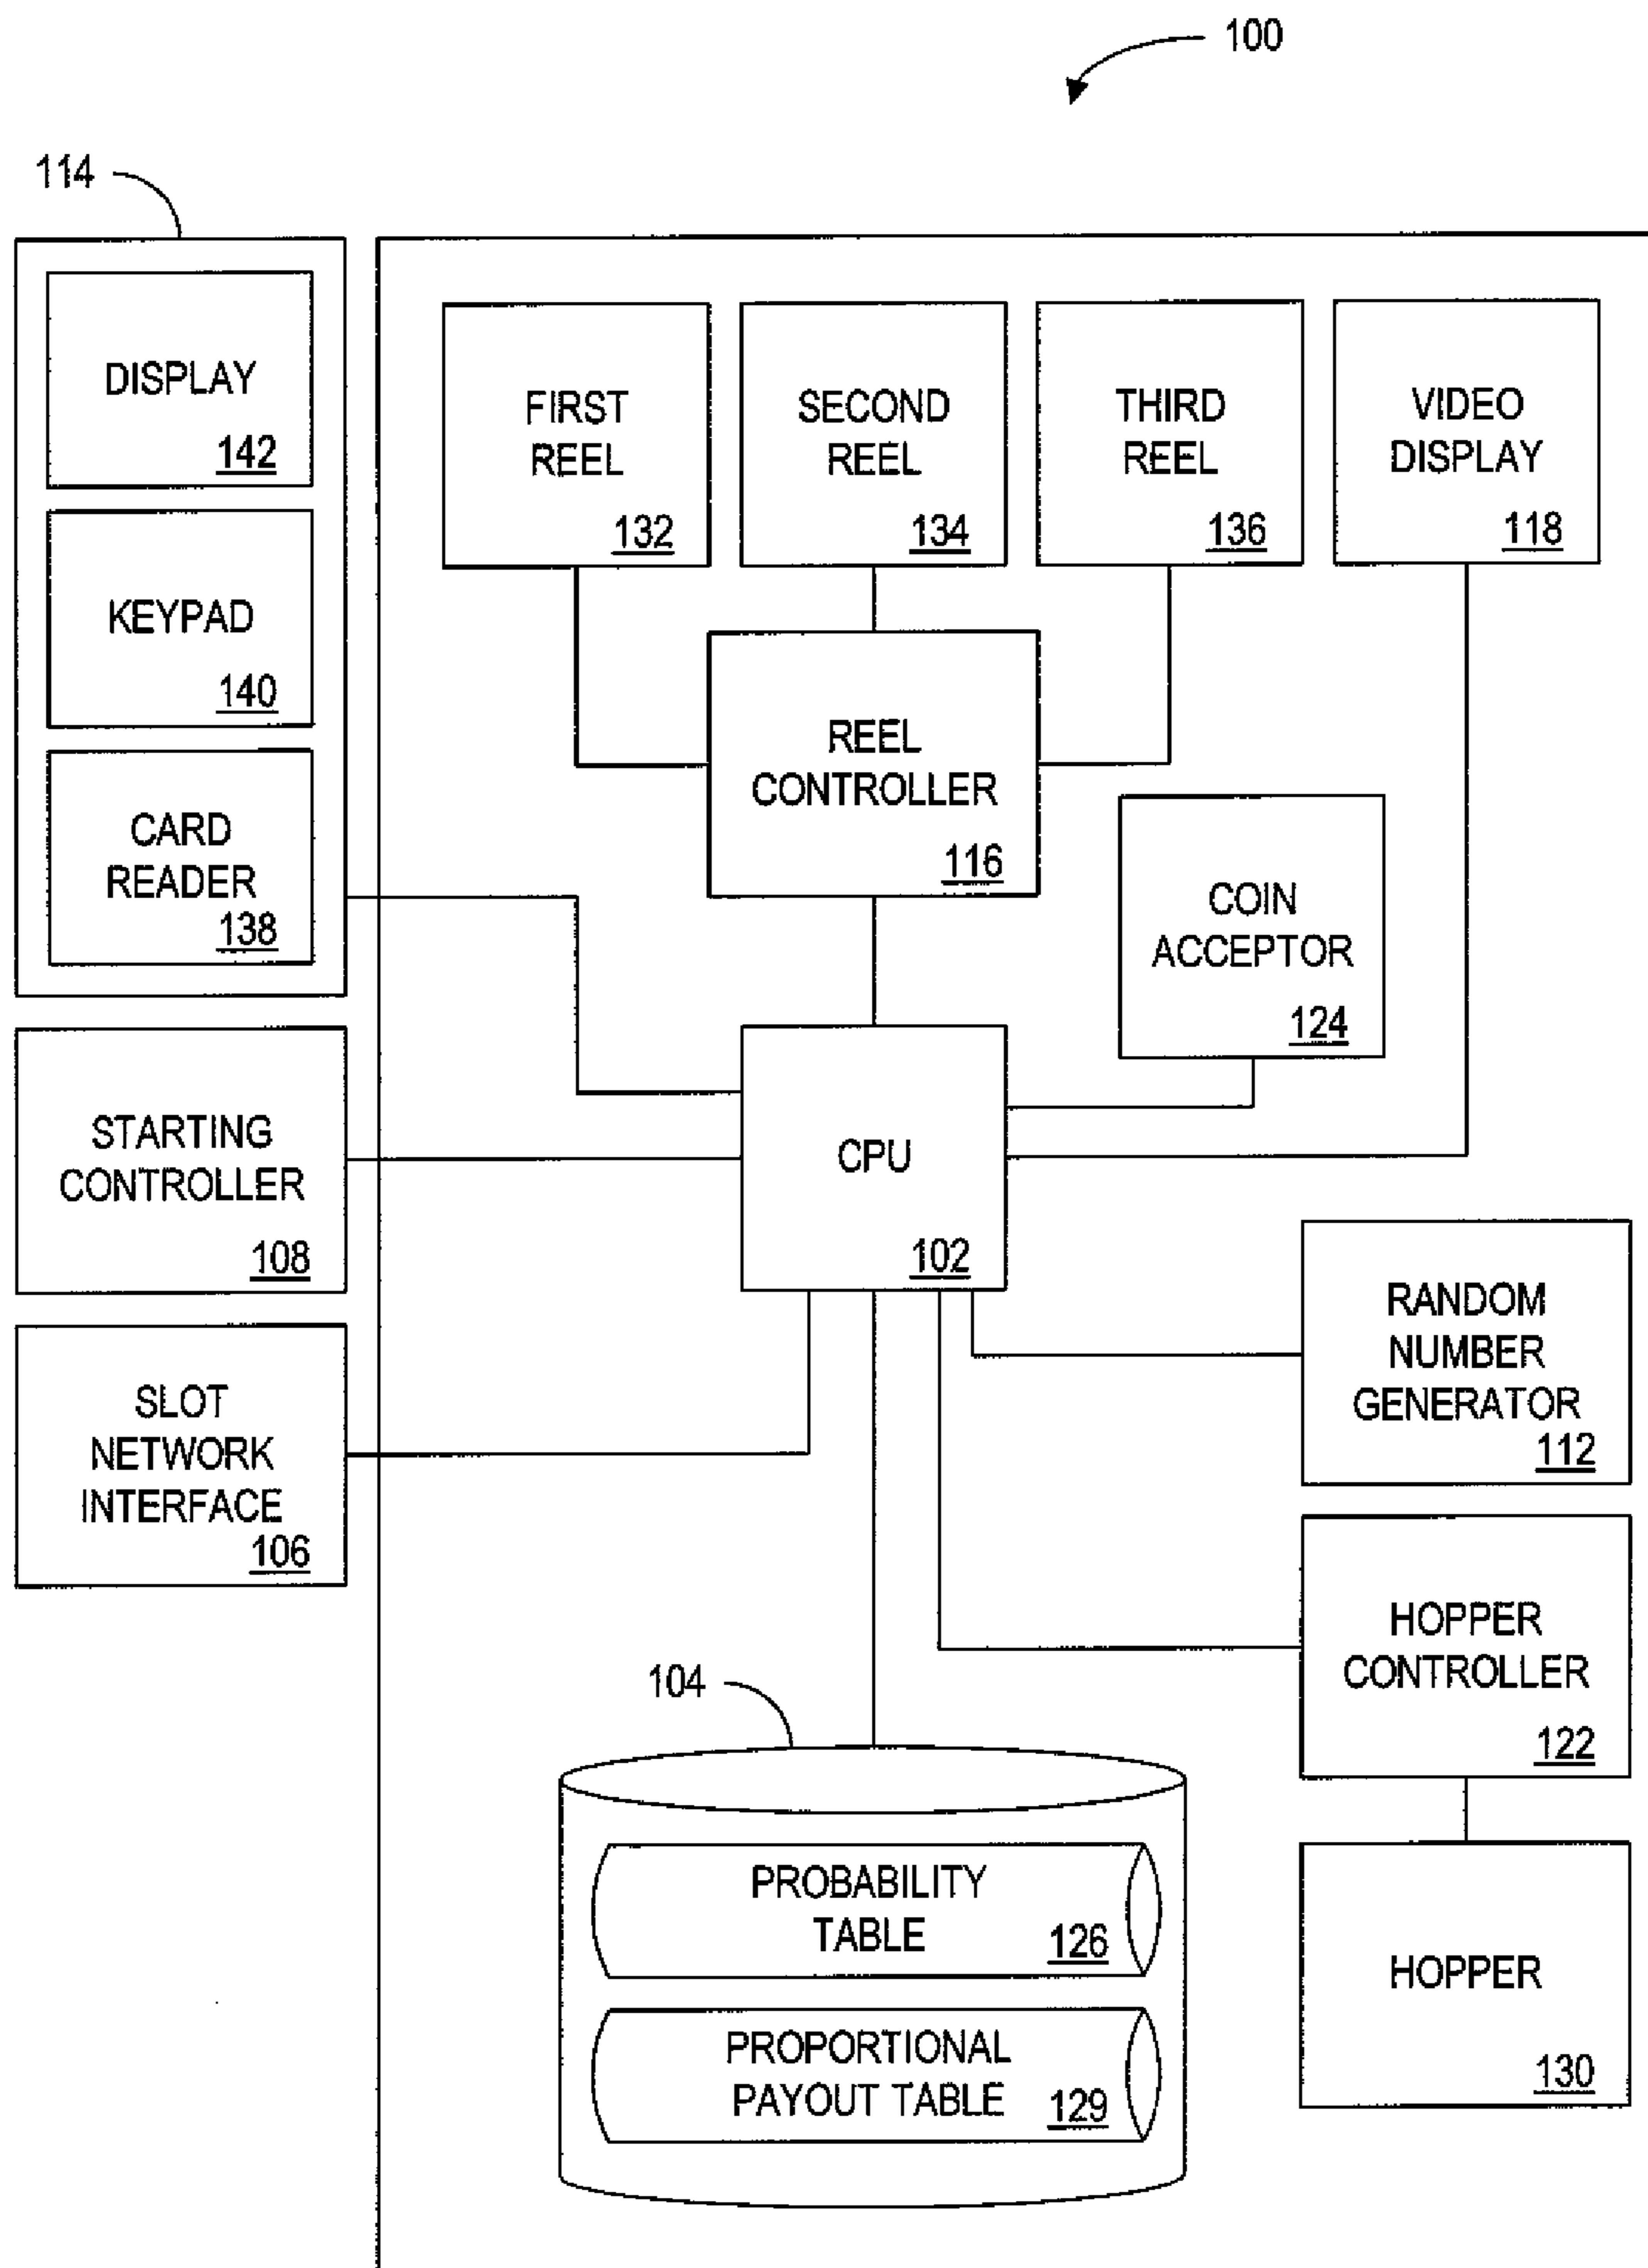 100
114
DISPLAY
142
KEYPAD
140
CARD
READER
138
FIRST
REEL
132
SECOND
REEL
134
THIRD
REEL
136
VIDEO
DISPLAY
118
REEL
CONTROLLER
116
COIN
ACCEPTOR
124
STARTING
CONTROLLER
108
CPU
102
SLOT
NETWORK
INTERFACE
106
RANDOM
NUMBER
GENERATOR
112
HOPPER
CONTROLLER
122
104
PROBABILITY
TABLE
126
PROPORTIONAL
PAYOUT TABLE
129
HOPPER
130